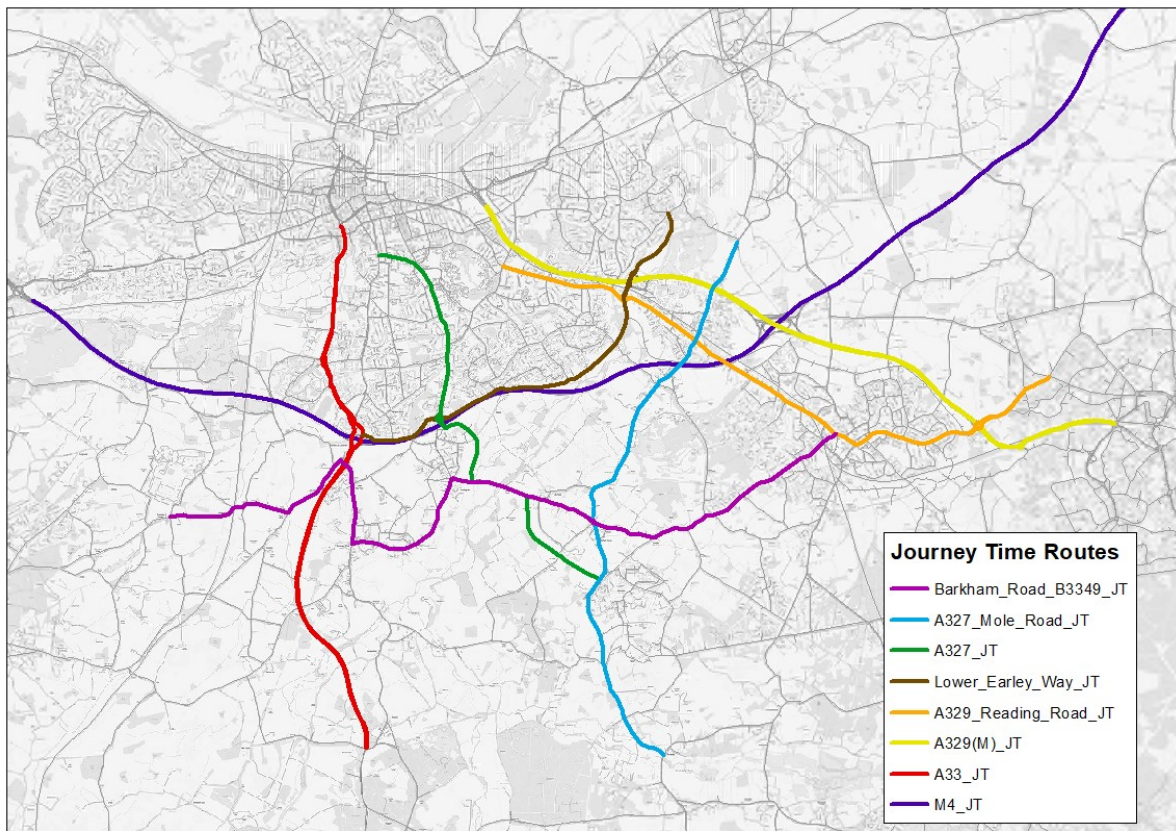 Journey Time Routes
Barkham_Road_B3349_JT
A327_Mole_Road_JT
A327_JT
Lower_Earley_Way_JT
A329_Reading_Road_JT
A329(M)_JT
A33_JT
M4_JT